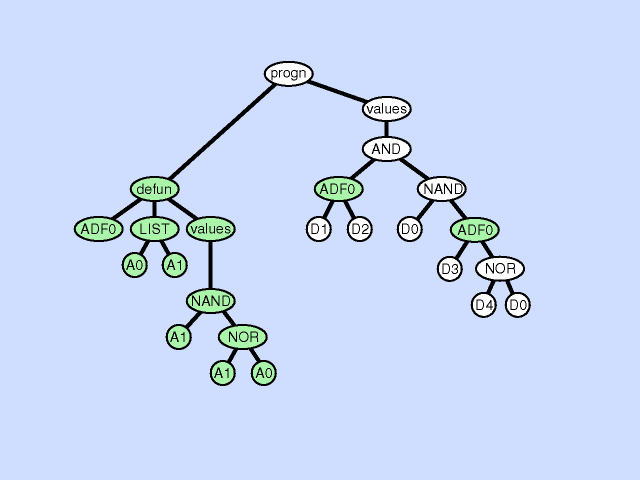 progn
values
AND
defun ADF0 NAND
ADF0 LIST values D1 D2 D0 ADF0
A0 A1 D3 NOR
NAND D4 D0
A1 NOR
A1 A0